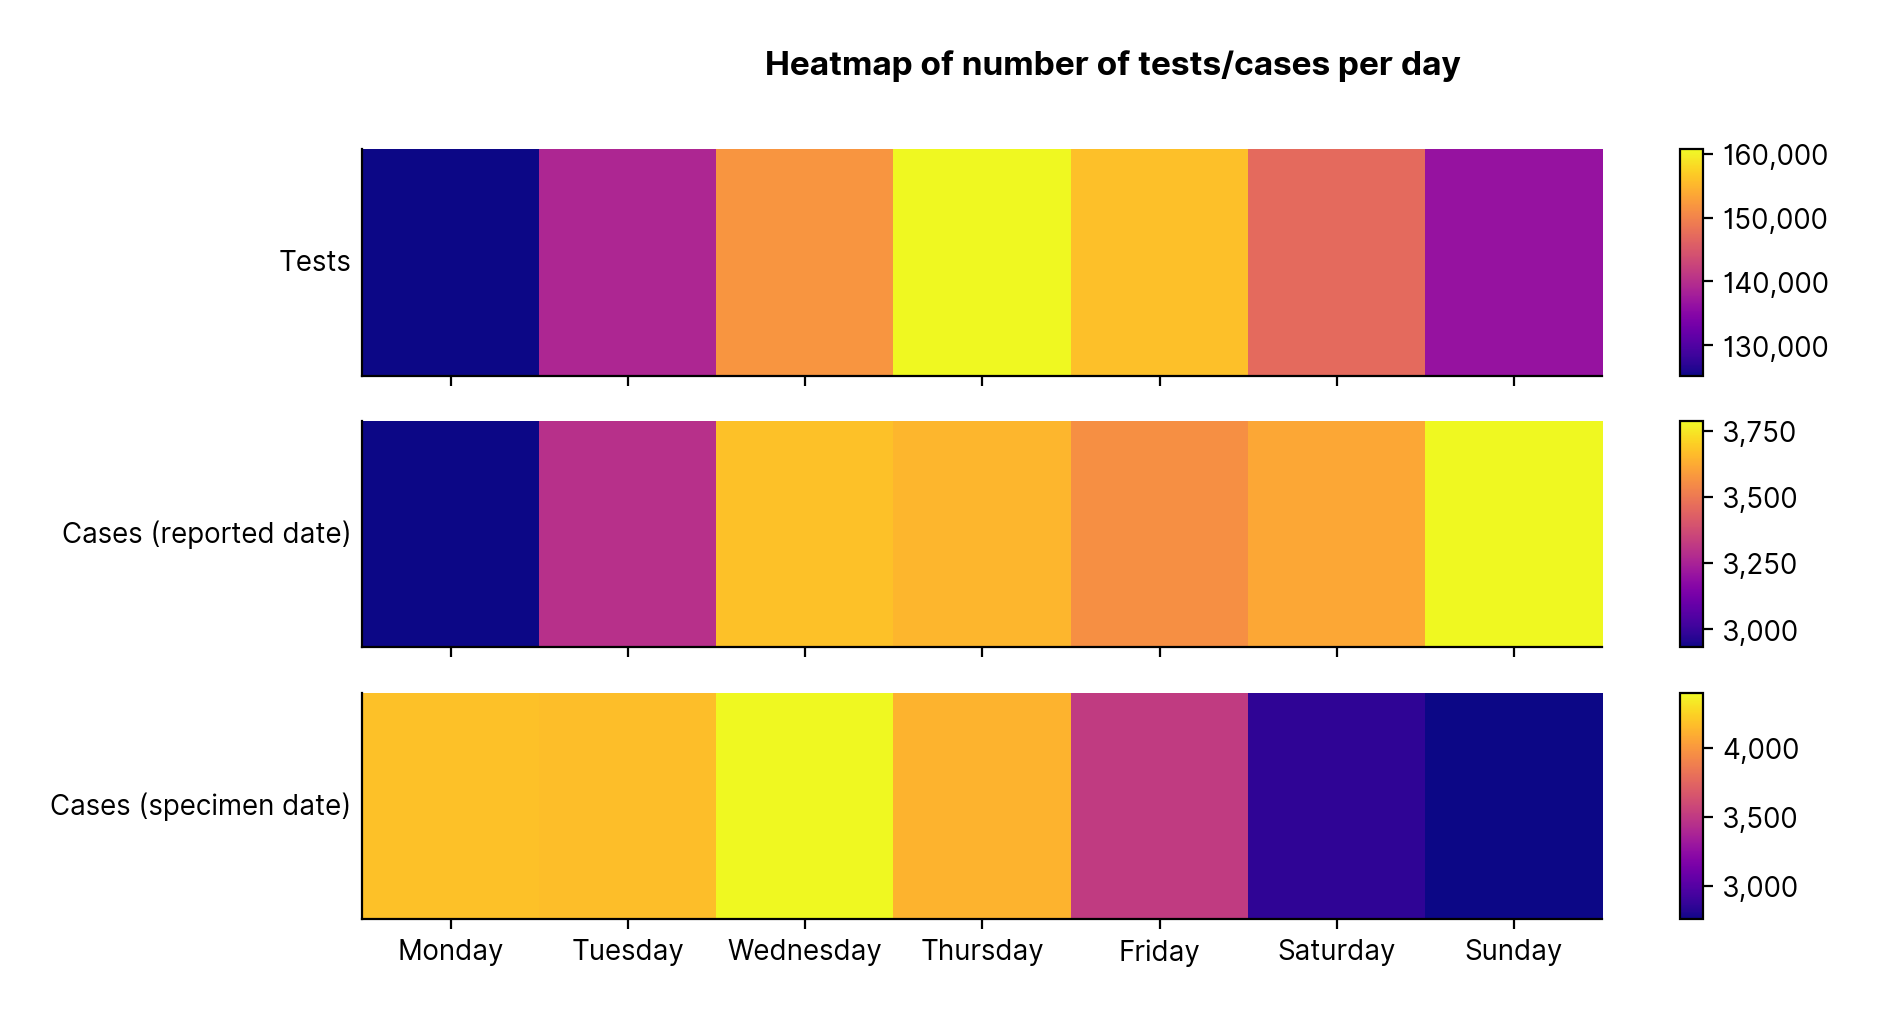 Heatmap of number of tests/cases per day
Tests
160,000
150,000
140,000
130,000
Cases (reported date)
3,750
3,500
3,250
3,000
Cases (specimen date)
4,000
3,500
3,000
Monday Tuesday Wednesday Thursday Friday Saturday Sunday